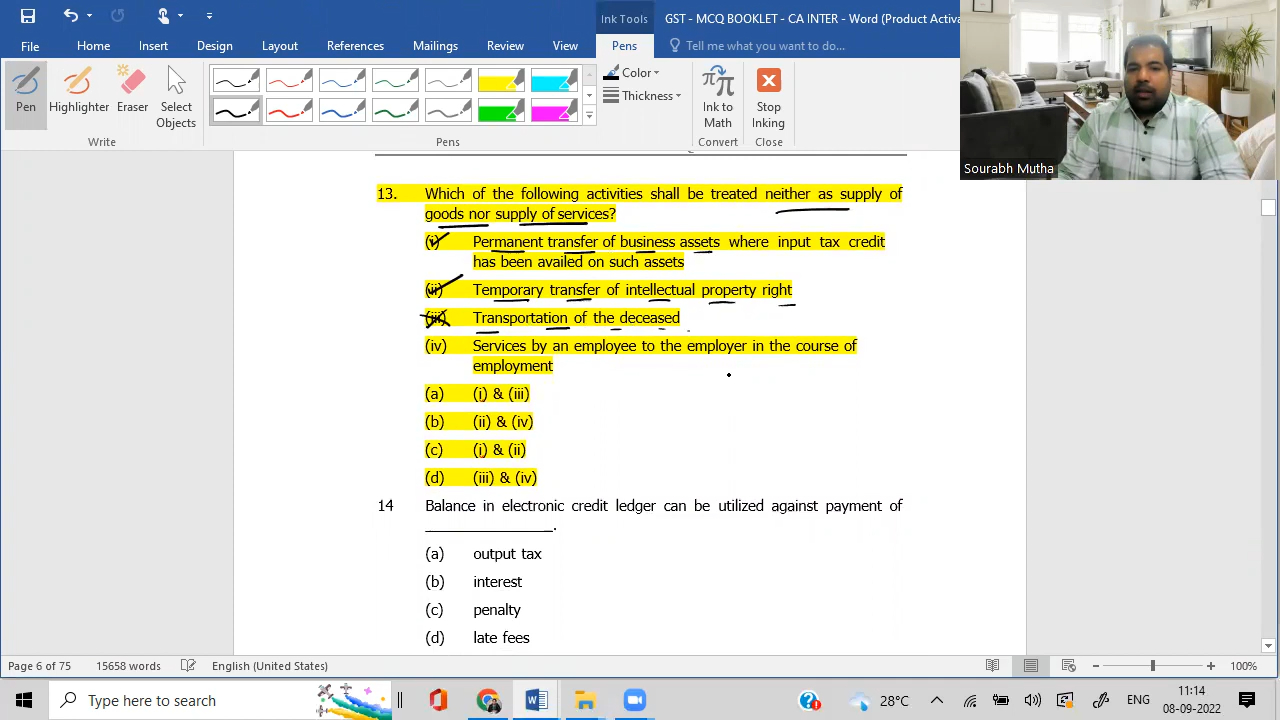 Ink Tools
GST - MCQ BOOKLET - CA INTER - Word (Product Activa
File Home Insert Design Layout References Mailings Review View Pens Tell me what you want to do...
Pen Highlighter Eraser Select Objects
Color
Thickness
Ink to Math
Stop Inking
Write Pens Convert Close
Sourabh Mutha
13. Which of the following activities shall be treated neither as supply of
goods nor supply of services?
(i) Permanent transfer of business assets where input tax credit
has been availed on such assets
(ii) Temporary transfer of intellectual property right
(iii) Transportation of the deceased
(iv) Services by an employee to the employer in the course of
employment
(a) (i) & (iii)
(b) (ii) & (iv)
(c) (i) & (ii)
(d) (iii) & (iv)
14 Balance in electronic credit ledger can be utilized against payment of
_______________.
(a) output tax
(b) interest
(c) penalty
(d) late fees
Page 6 of 75 15658 words English (United States) 100%
Type here to search
28°C ENG 11:14
08-09-2022